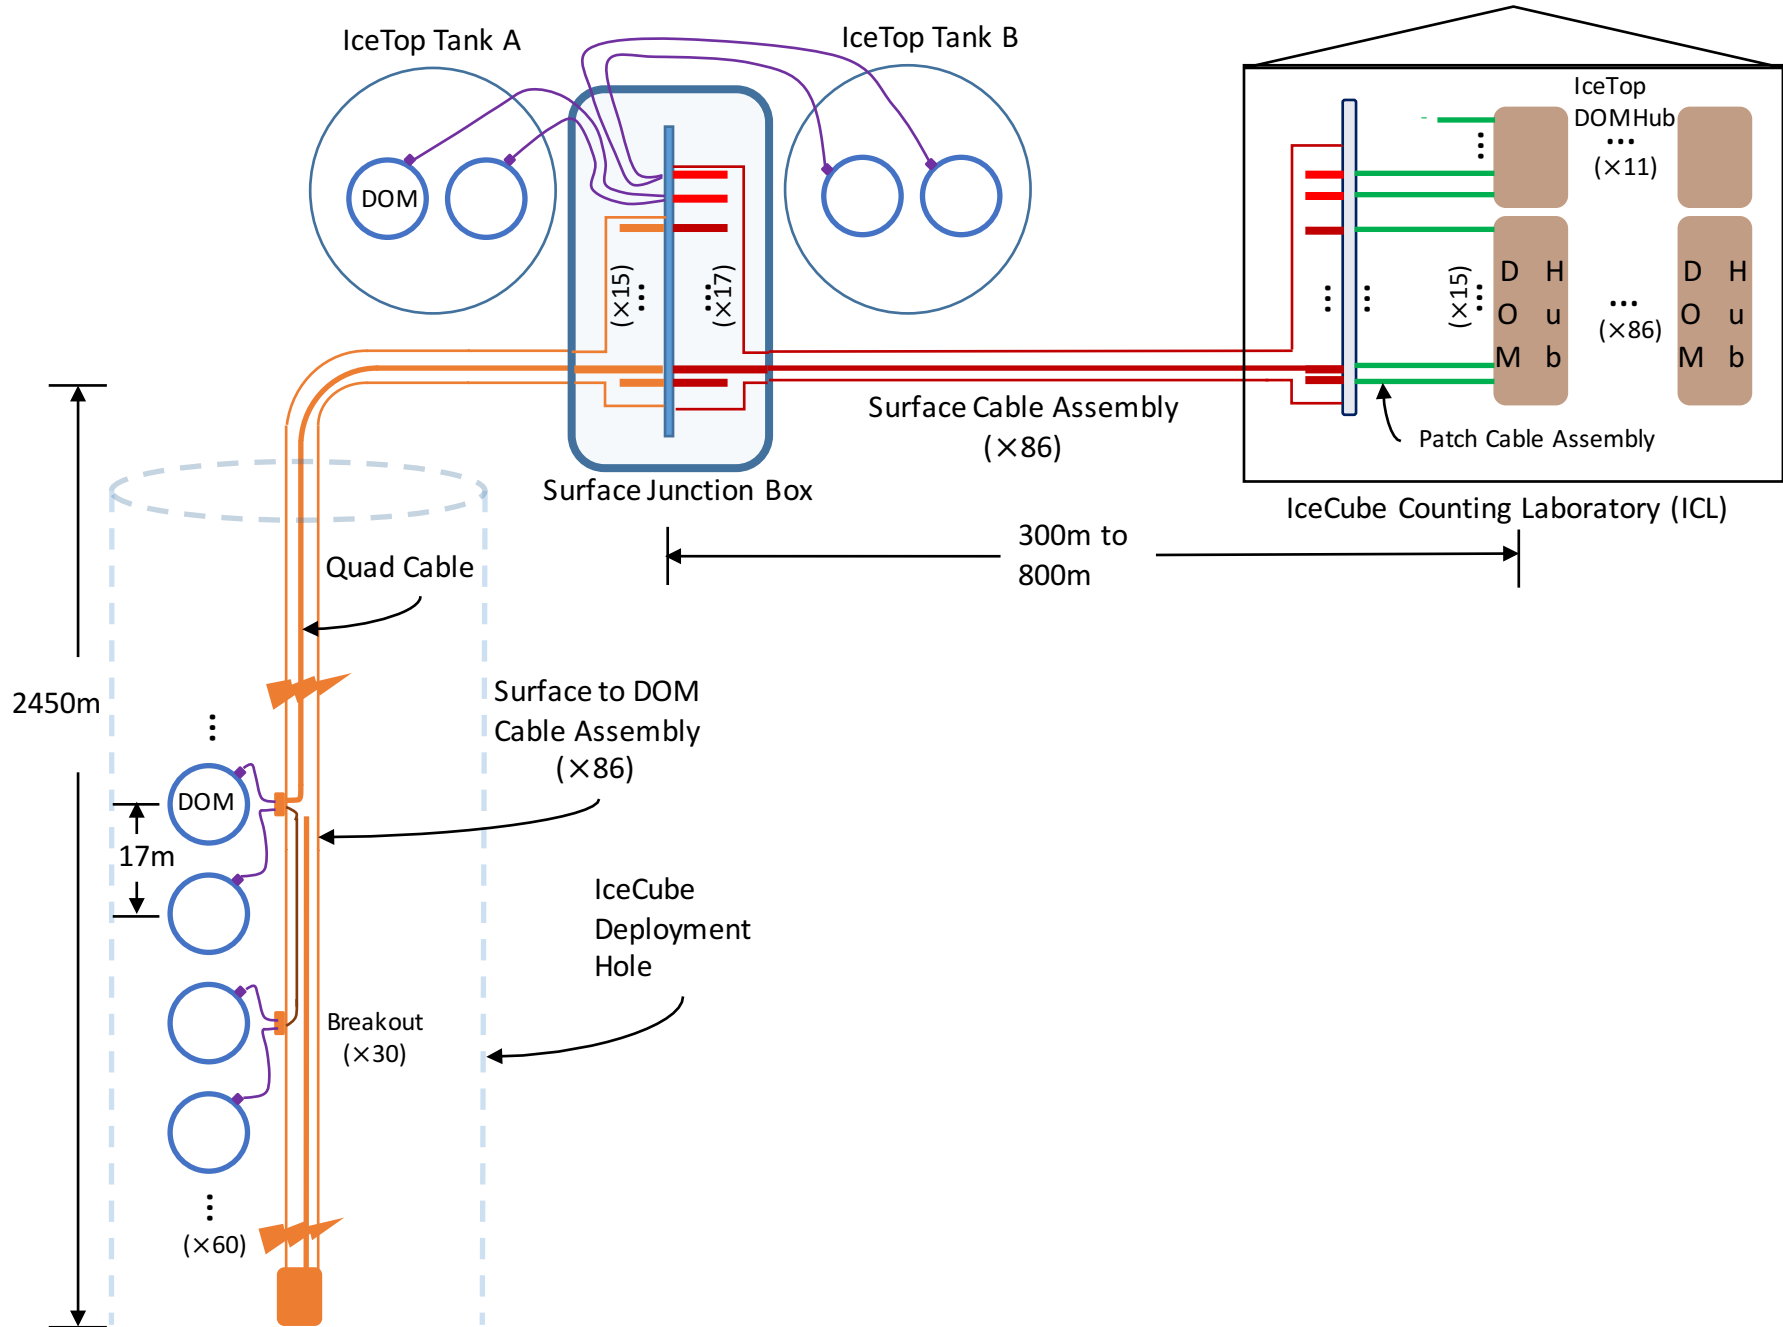 IceTop Tank A
IceTop Tank B
IceTop
DOMHub
(×11)
DOM
(×15)
(×17)
(×15)
D H
O u
M b
(×86)
D H
O u
M b
Surface Cable Assembly
(×86)
Patch Cable Assembly
Surface Junction Box
IceCube Counting Laboratory (ICL)
300m to
800m
Quad Cable
2450m
Surface to DOM
Cable Assembly
(×86)
DOM
17m
IceCube
Deployment
Hole
Breakout
(×30)
(×60)